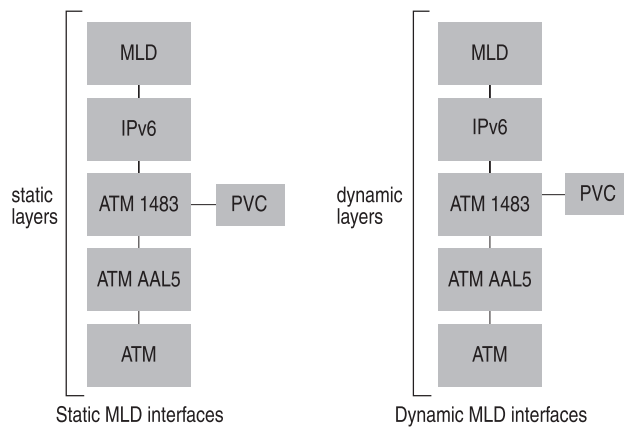 MLD
IPv6
static
layers
ATM 1483
PVC
ATM AAL5
ATM
Static MLD interfaces
MLD
IPv6
dynamic
layers
ATM 1483
PVC
ATM AAL5
ATM
Dynamic MLD interfaces